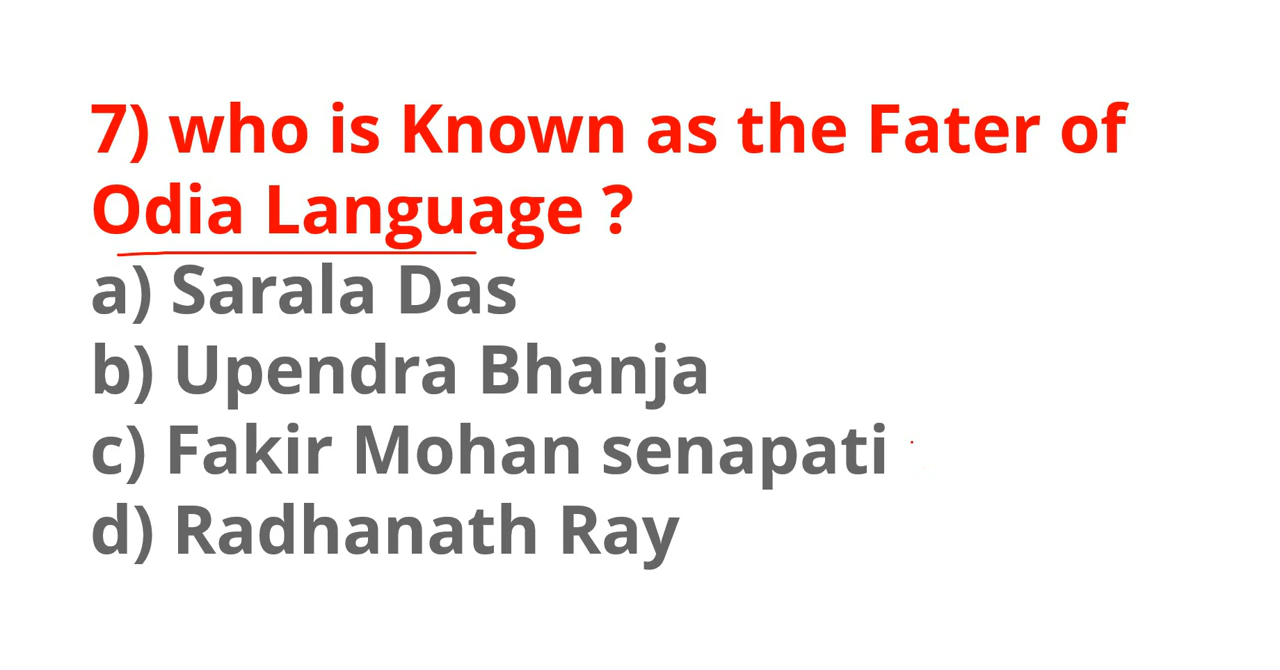 7) who is Known as the Fater of
Odia Language ?
a) Sarala Das
b) Upendra Bhanja
c) Fakir Mohan senapati
d) Radhanath Ray